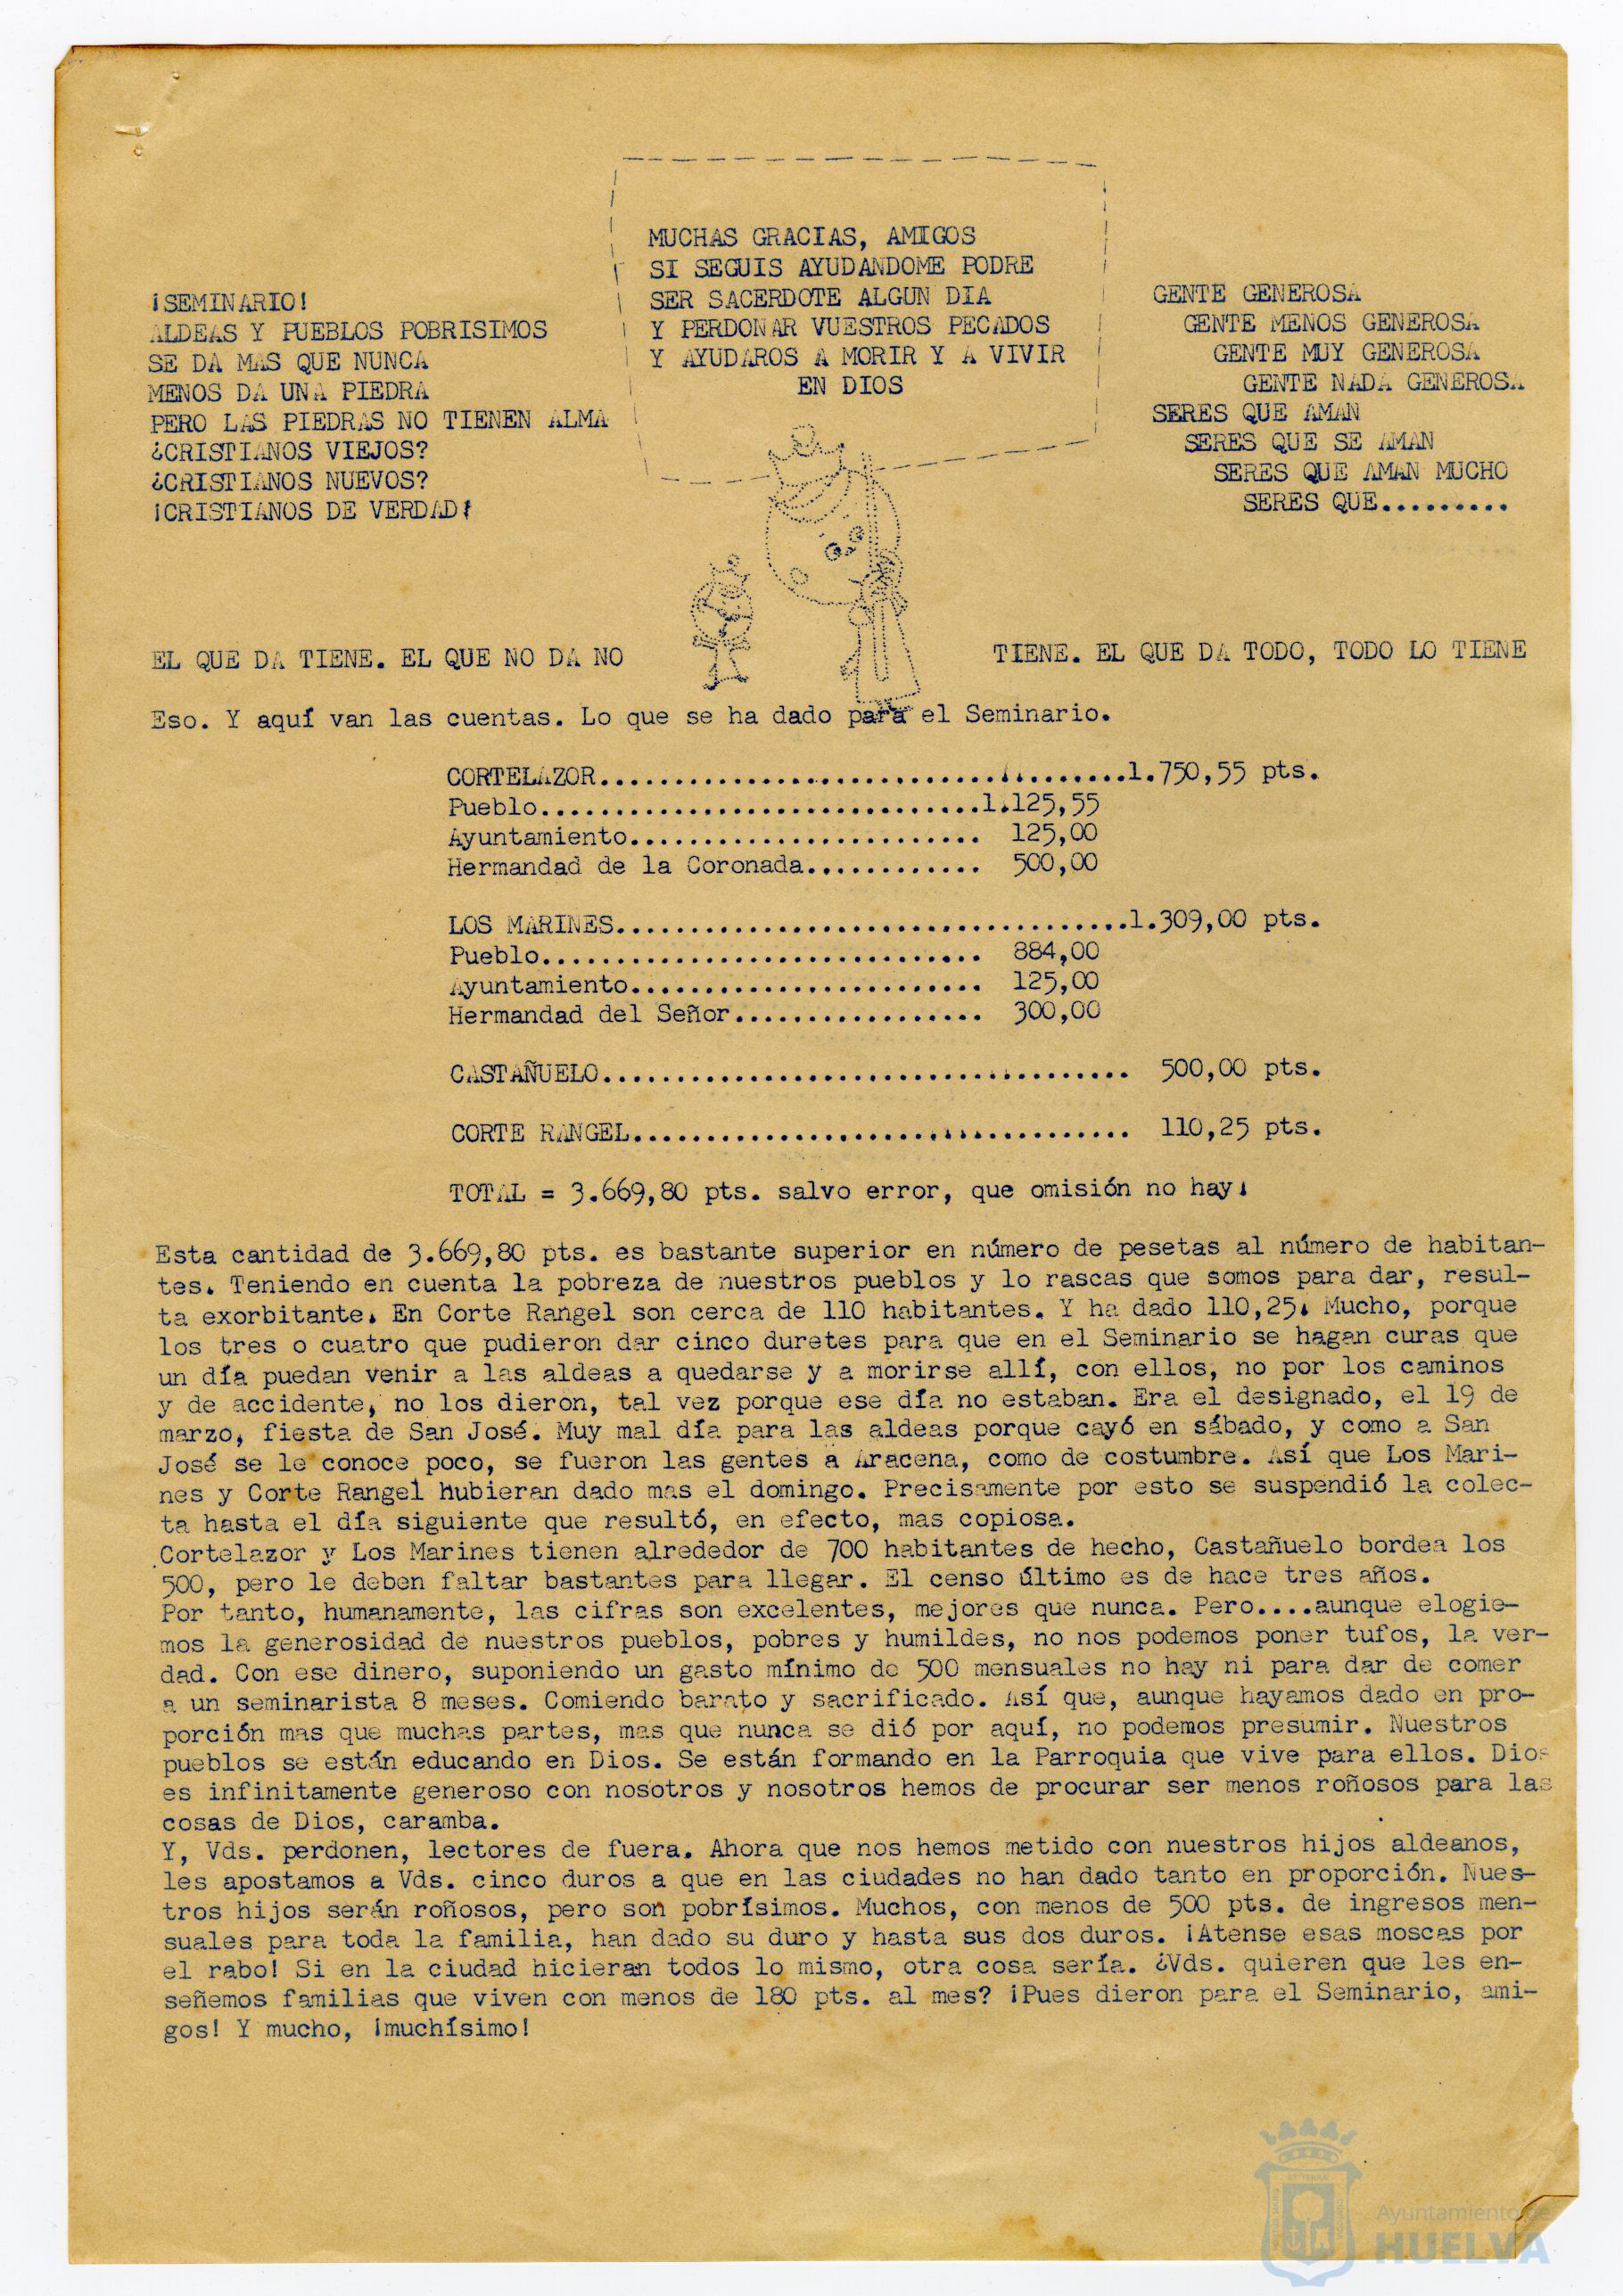 MUCHAS GRACIAS, AMIGOS
SI SEGUIS AYUDANDOME PODRE
SER SACERDOTE ALGUN DIA
Y PERDONAR VUESTROS PECADOS
Y AYUDAROS A MORIR Y A VIVIR
EN DIOS
¡SEMINARIO!
ALDEAS Y PUEBLOS POBRISIMOS
SE DA MAS QUE NUNCA
MENOS DA UNA PIEDRA
PERO LAS PIEDRAS NO TIENEN ALMA
¿CRISTIANOS VIEJOS?
¿CRISTIANOS NUEVOS?
¡CRISTIANOS DE VERDAD!
GENTE GENEROSA
GENTE MENOS GENEROSA
GENTE MUY GENEROSA
GENTE NADA GENEROSA
SERES QUE AMAN
SERES QUE SE AMAN
SERES QUE AMAN MUCHO
SERES QUE.........
EL QUE DA TIENE. EL QUE NO DA NO TIENE. EL QUE DA TODO, TODO LO TIENE
Eso. Y aquí van las cuentas. Lo que se ha dado para el Seminario.
CORTELAZOR....................................1.750,55 pts.
Pueblo..............................1.125,55
Ayuntamiento........................ 125,00
Hermandad de la Coronada............ 500,00
LOS MARINES...................................1.309,00 pts.
Pueblo.............................. 884,00
Ayuntamiento........................ 125,00
Hermandad del Señor................. 300,00
CASTAÑUELO.................................... 500,00 pts.
CORTE RANGEL.................................. 110,25 pts.
TOTAL = 3.669,80 pts. salvo error, que omisión no hay.
Esta cantidad de 3.669,80 pts. es bastante superior en número de pesetas al número de habitan-
tes. Teniendo en cuenta la pobreza de nuestros pueblos y lo rascas que somos para dar, resul-
ta exorbitante. En Corte Rangel son cerca de 110 habitantes. Y ha dado 110,25. Mucho, porque
los tres o cuatro que pudieron dar cinco duretes para que en el Seminario se hagan curas que
un día puedan venir a las aldeas a quedarse y a morirse allí, con ellos, no por los caminos
y de accidente, no los dieron, tal vez porque ese día no estaban. Era el designado, el 19 de
marzo, fiesta de San José. Muy mal día para las aldeas porque cayó en sábado, y como a San
José se le conoce poco, se fueron las gentes a Aracena, como de costumbre. Así que Los Mari-
nes y Corte Rangel hubieran dado mas el domingo. Precisamente por esto se suspendió la colec-
ta hasta el día siguiente que resultó, en efecto, mas copiosa.
Cortelazor y Los Marines tienen alrededor de 700 habitantes de hecho, Castañuelo bordea los
500, pero le deben faltar bastantes para llegar. El censo último es de hace tres años.
Por tanto, humanamente, las cifras son excelentes, mejores que nunca. Pero....aunque elogie-
mos la generosidad de nuestros pueblos, pobres y humildes, no nos podemos poner tufos, la ver-
dad. Con ese dinero, suponiendo un gasto mínimo de 500 mensuales no hay ni para dar de comer
a un seminarista 8 meses. Comiendo barato y sacrificado. Así que, aunque hayamos dado en pro-
porción mas que muchas partes, mas que nunca se dió por aquí, no podemos presumir. Nuestros
pueblos se están educando en Dios. Se están formando en la Parroquia que vive para ellos. Dios
es infinitamente generoso con nosotros y nosotros hemos de procurar ser menos roñosos para las
cosas de Dios, caramba.
Y, Vds. perdonen, lectores de fuera. Ahora que nos hemos metido con nuestros hijos aldeanos,
les apostamos a Vds. cinco duros a que en las ciudades no han dado tanto en proporción. Nues-
tros hijos serán roñosos, pero son pobrísimos. Muchos, con menos de 500 pts. de ingresos men-
suales para toda la familia, han dado su duro y hasta sus dos duros. ¡Atense esas moscas por
el rabo! Si en la ciudad hicieran todos lo mismo, otra cosa sería. ¿Vds. quieren que les en-
señemos familias que viven con menos de 180 pts. al mes? ¡Pues dieron para el Seminario, ami-
gos! Y mucho, ¡muchísimo!
Ayuntamiento de
HUELVA